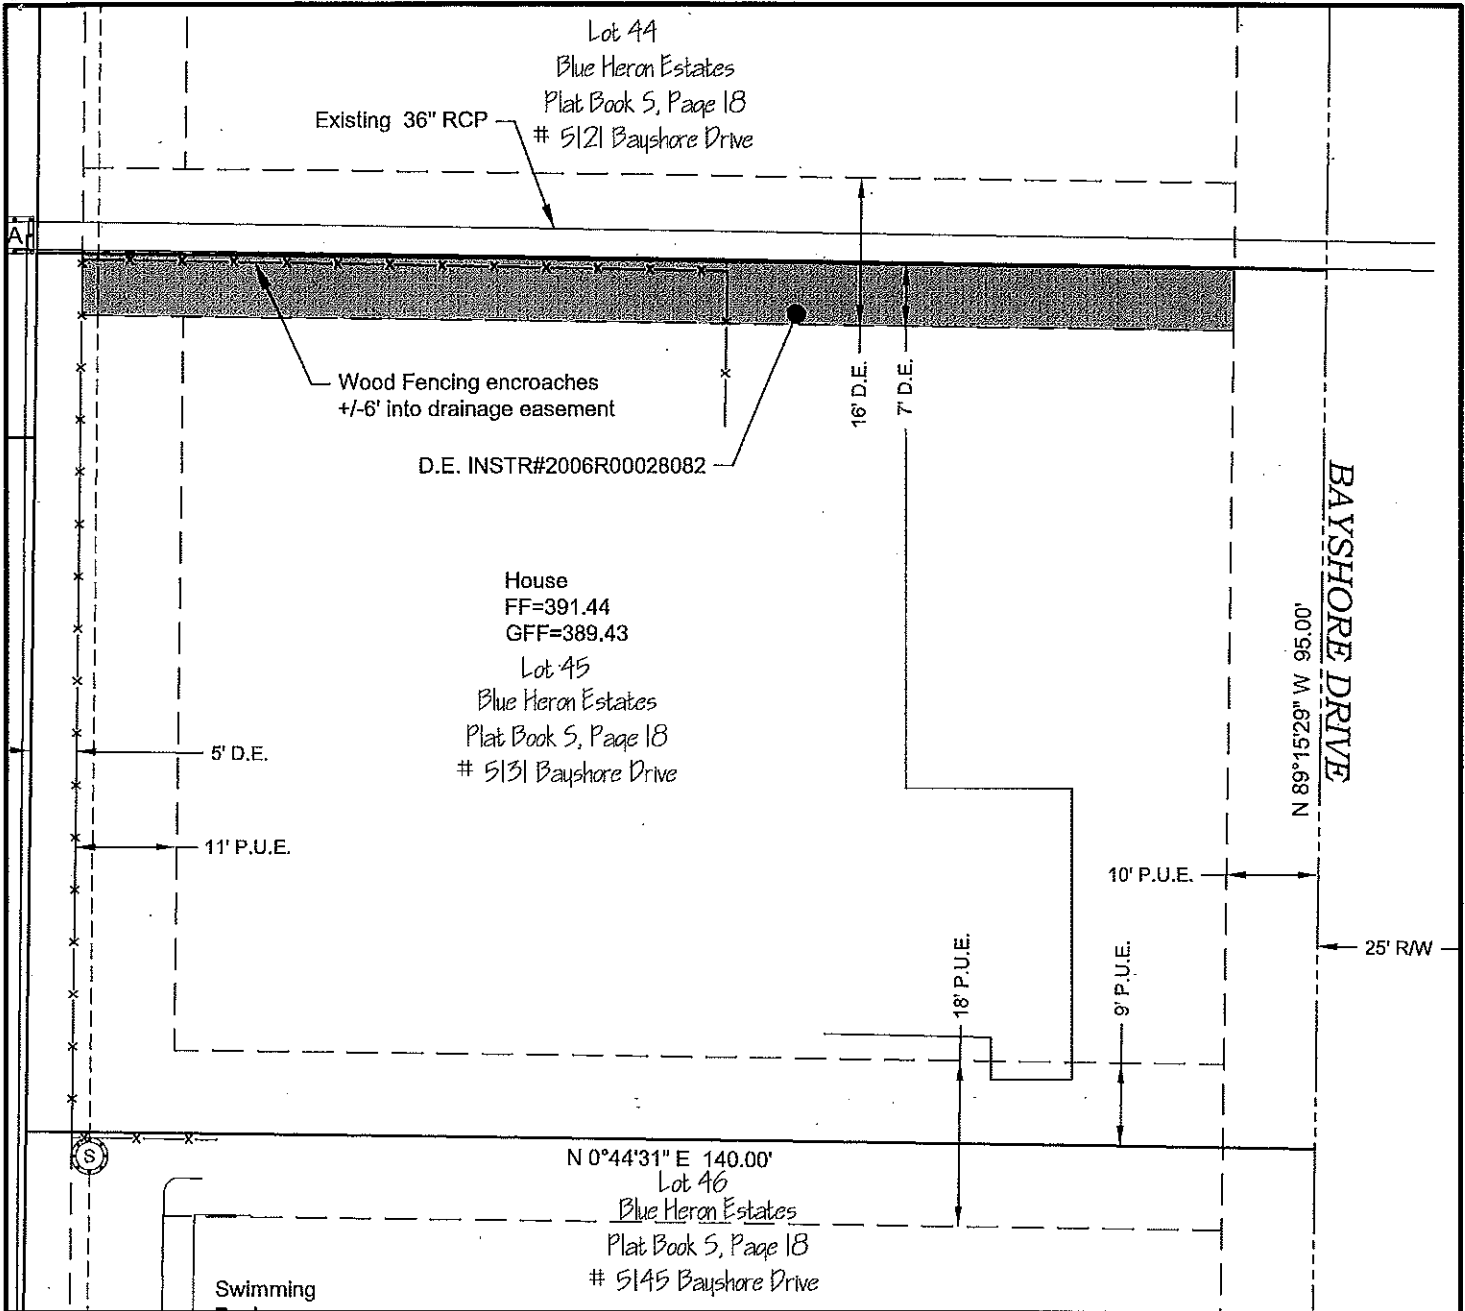 Lot 44
Blue Heron Estates
Plat Book S, Page 18
# 5121 Bayshore Drive
Existing 36" RCP
A
Wood Fencing encroaches
+/-6' into drainage easement
16' D.E.
7' D.E.
D.E. INSTR#2006R00028082
BAYSHORE DRIVE
N 89°15'29" W 95.00'
House
FF=391.44
GFF=389.43
Lot 45
Blue Heron Estates
Plat Book S, Page 18
# 5131 Bayshore Drive
5' D.E.
11' P.U.E.
10' P.U.E.
25' R/W
18' P.U.E.
9' P.U.E.
S
N 0°44'31" E 140.00'
Lot 46
Blue Heron Estates
Plat Book S, Page 18
# 5145 Bayshore Drive
Swimming